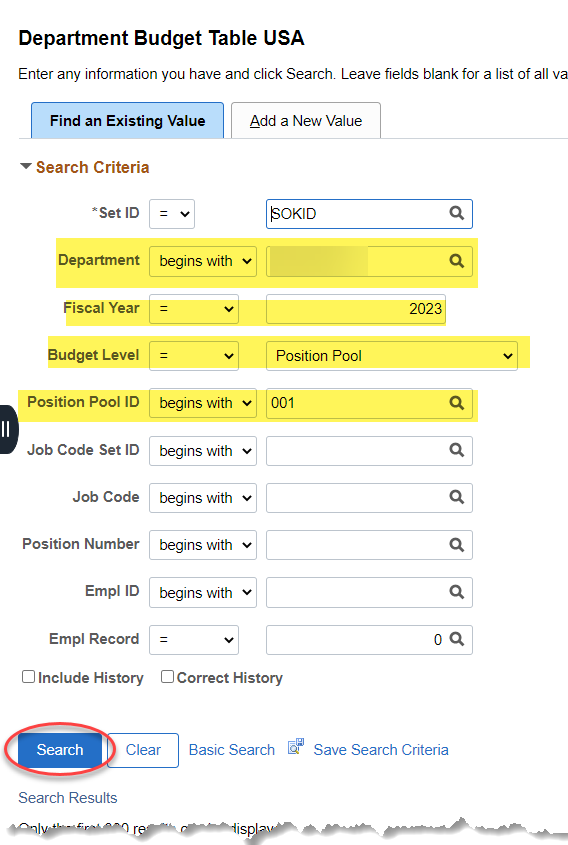 Department Budget Table USA
Enter any information you have and click Search. Leave fields blank for a list of all va
Find an Existing Value Add a New Value
Search Criteria
*Set ID = SOKID
Department begins with
Fiscal Year = 2023
Budget Level = Position Pool
Position Pool ID begins with 001
Job Code Set ID begins with
Job Code begins with
Position Number begins with
Empl ID begins with
Empl Record = 0
Include History Correct History
Search Clear Basic Search Save Search Criteria
Search Results
Only the first